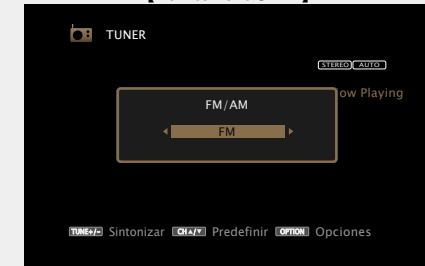 TUNER
STEREO AUTO
ow Playing
FM/AM
FM
TUNE+/- Sintonizar CH▲/▼ Predefinir OPTION Opciones